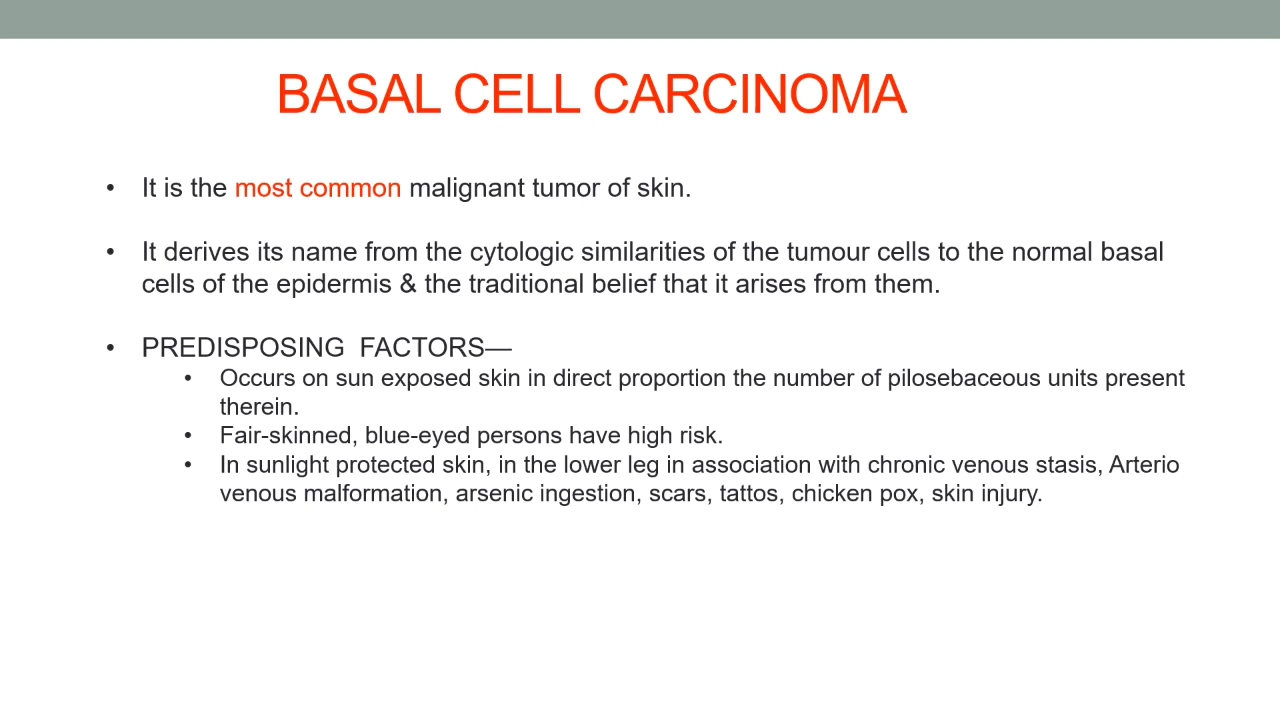 BASAL CELL CARCINOMA
• It is the most common malignant tumor of skin.
• It derives its name from the cytologic similarities of the tumour cells to the normal basal
cells of the epidermis & the traditional belief that it arises from them.
• PREDISPOSING  FACTORS—
• Occurs on sun exposed skin in direct proportion the number of pilosebaceous units present
therein.
• Fair-skinned, blue-eyed persons have high risk.
• In sunlight protected skin, in the lower leg in association with chronic venous stasis, Arterio
venous malformation, arsenic ingestion, scars, tattos, chicken pox, skin injury.